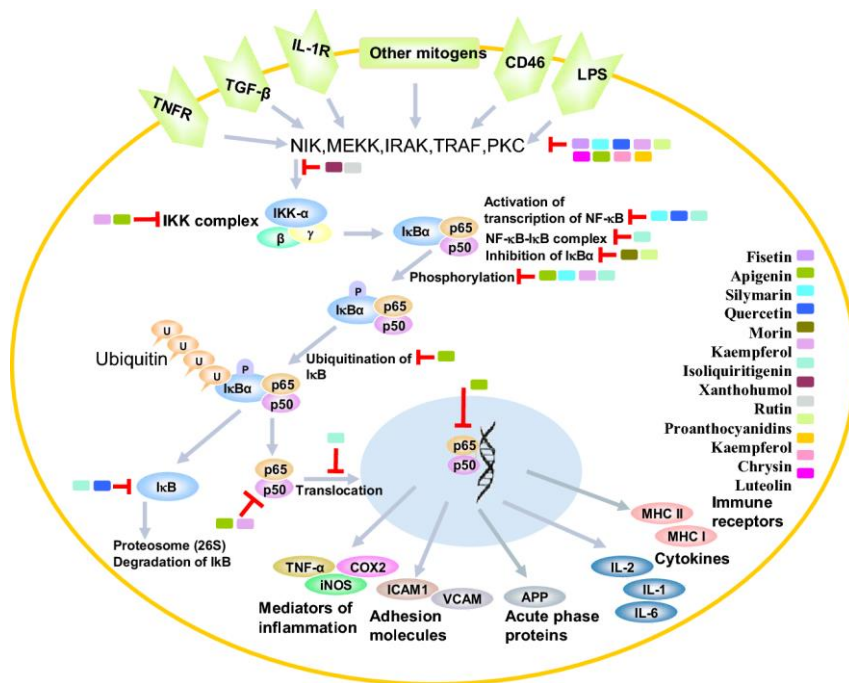 IL-1R
Other mitogens
CD46
TGF-β
LPS
TNFR
NIK,MEKK,IRAK,TRAF,PKC
IKK complex
IKK-α
β
γ
IκBα
p65
p50
Activation of
transcription of NF-κB
NF-κB-IκB complex
Inhibition of IκBα
Phosphorylation
P
IκBα
p65
p50
Ubiquitin
U
U
U
U
P
IκBα
p65
p50
Ubiquitination of
IκB
IκB
p65
p50
Translocation
p65
p50
Proteosome (26S)
Degradation of IkB
TNF-α
COX2
iNOS
Mediators of
inflammation
ICAM1
VCAM
Adhesion
molecules
APP
Acute phase
proteins
IL-2
IL-1
IL-6
Cytokines
MHC II
MHC I
Immune
receptors
Fisetin
Apigenin
Silymarin
Quercetin
Morin
Kaempferol
Isoliquiritigenin
Xanthohumol
Rutin
Proanthocyanidins
Kaempferol
Chrysin
Luteolin